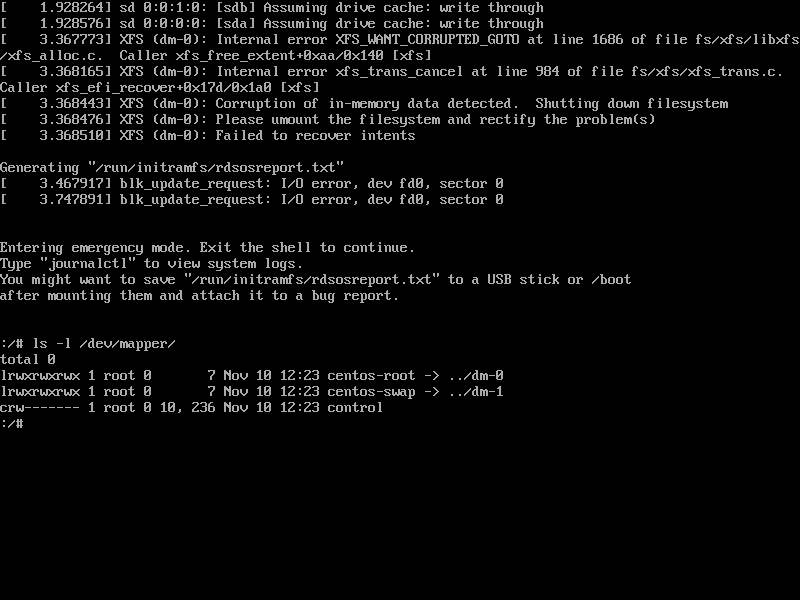 [    1.928264] sd 0:0:1:0: [sdb] Assuming drive cache: write through
[    1.928576] sd 0:0:0:0: [sda] Assuming drive cache: write through
[    3.367773] XFS (dm-0): Internal error XFS_WANT_CORRUPTED_GOTO at line 1686 of file fs/xfs/libxfs
/xfs_alloc.c.  Caller xfs_free_extent+0xaa/0x140 [xfs]
[    3.368165] XFS (dm-0): Internal error xfs_trans_cancel at line 984 of file fs/xfs/xfs_trans.c.
Caller xfs_efi_recover+0x17d/0x1a0 [xfs]
[    3.368443] XFS (dm-0): Corruption of in-memory data detected.  Shutting down filesystem
[    3.368476] XFS (dm-0): Please umount the filesystem and rectify the problem(s)
[    3.368510] XFS (dm-0): Failed to recover intents
Generating "/run/initramfs/rdsosreport.txt"
[    3.467917] blk_update_request: I/O error, dev fd0, sector 0
[    3.747891] blk_update_request: I/O error, dev fd0, sector 0
Entering emergency mode. Exit the shell to continue.
Type "journalctl" to view system logs.
You might want to save "/run/initramfs/rdsosreport.txt" to a USB stick or /boot
after mounting them and attach it to a bug report.
:/# ls -l /dev/mapper/
total 0
lrwxrwxrwx 1 root 0       7 Nov 10 12:23 centos-root -> ../dm-0
lrwxrwxrwx 1 root 0       7 Nov 10 12:23 centos-swap -> ../dm-1
crw------- 1 root 0 10, 236 Nov 10 12:23 control
:/#